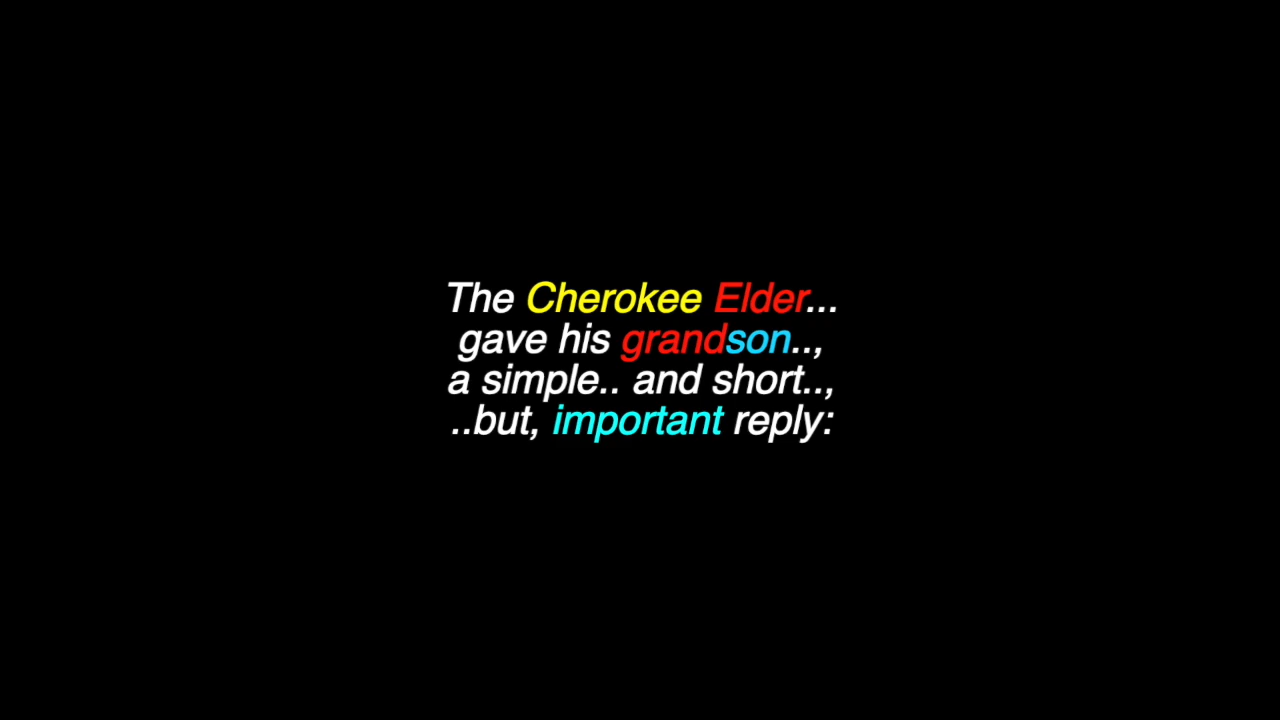 The Cherokee Elder...
gave his grandson..,
a simple.. and short..,
..but, important reply: